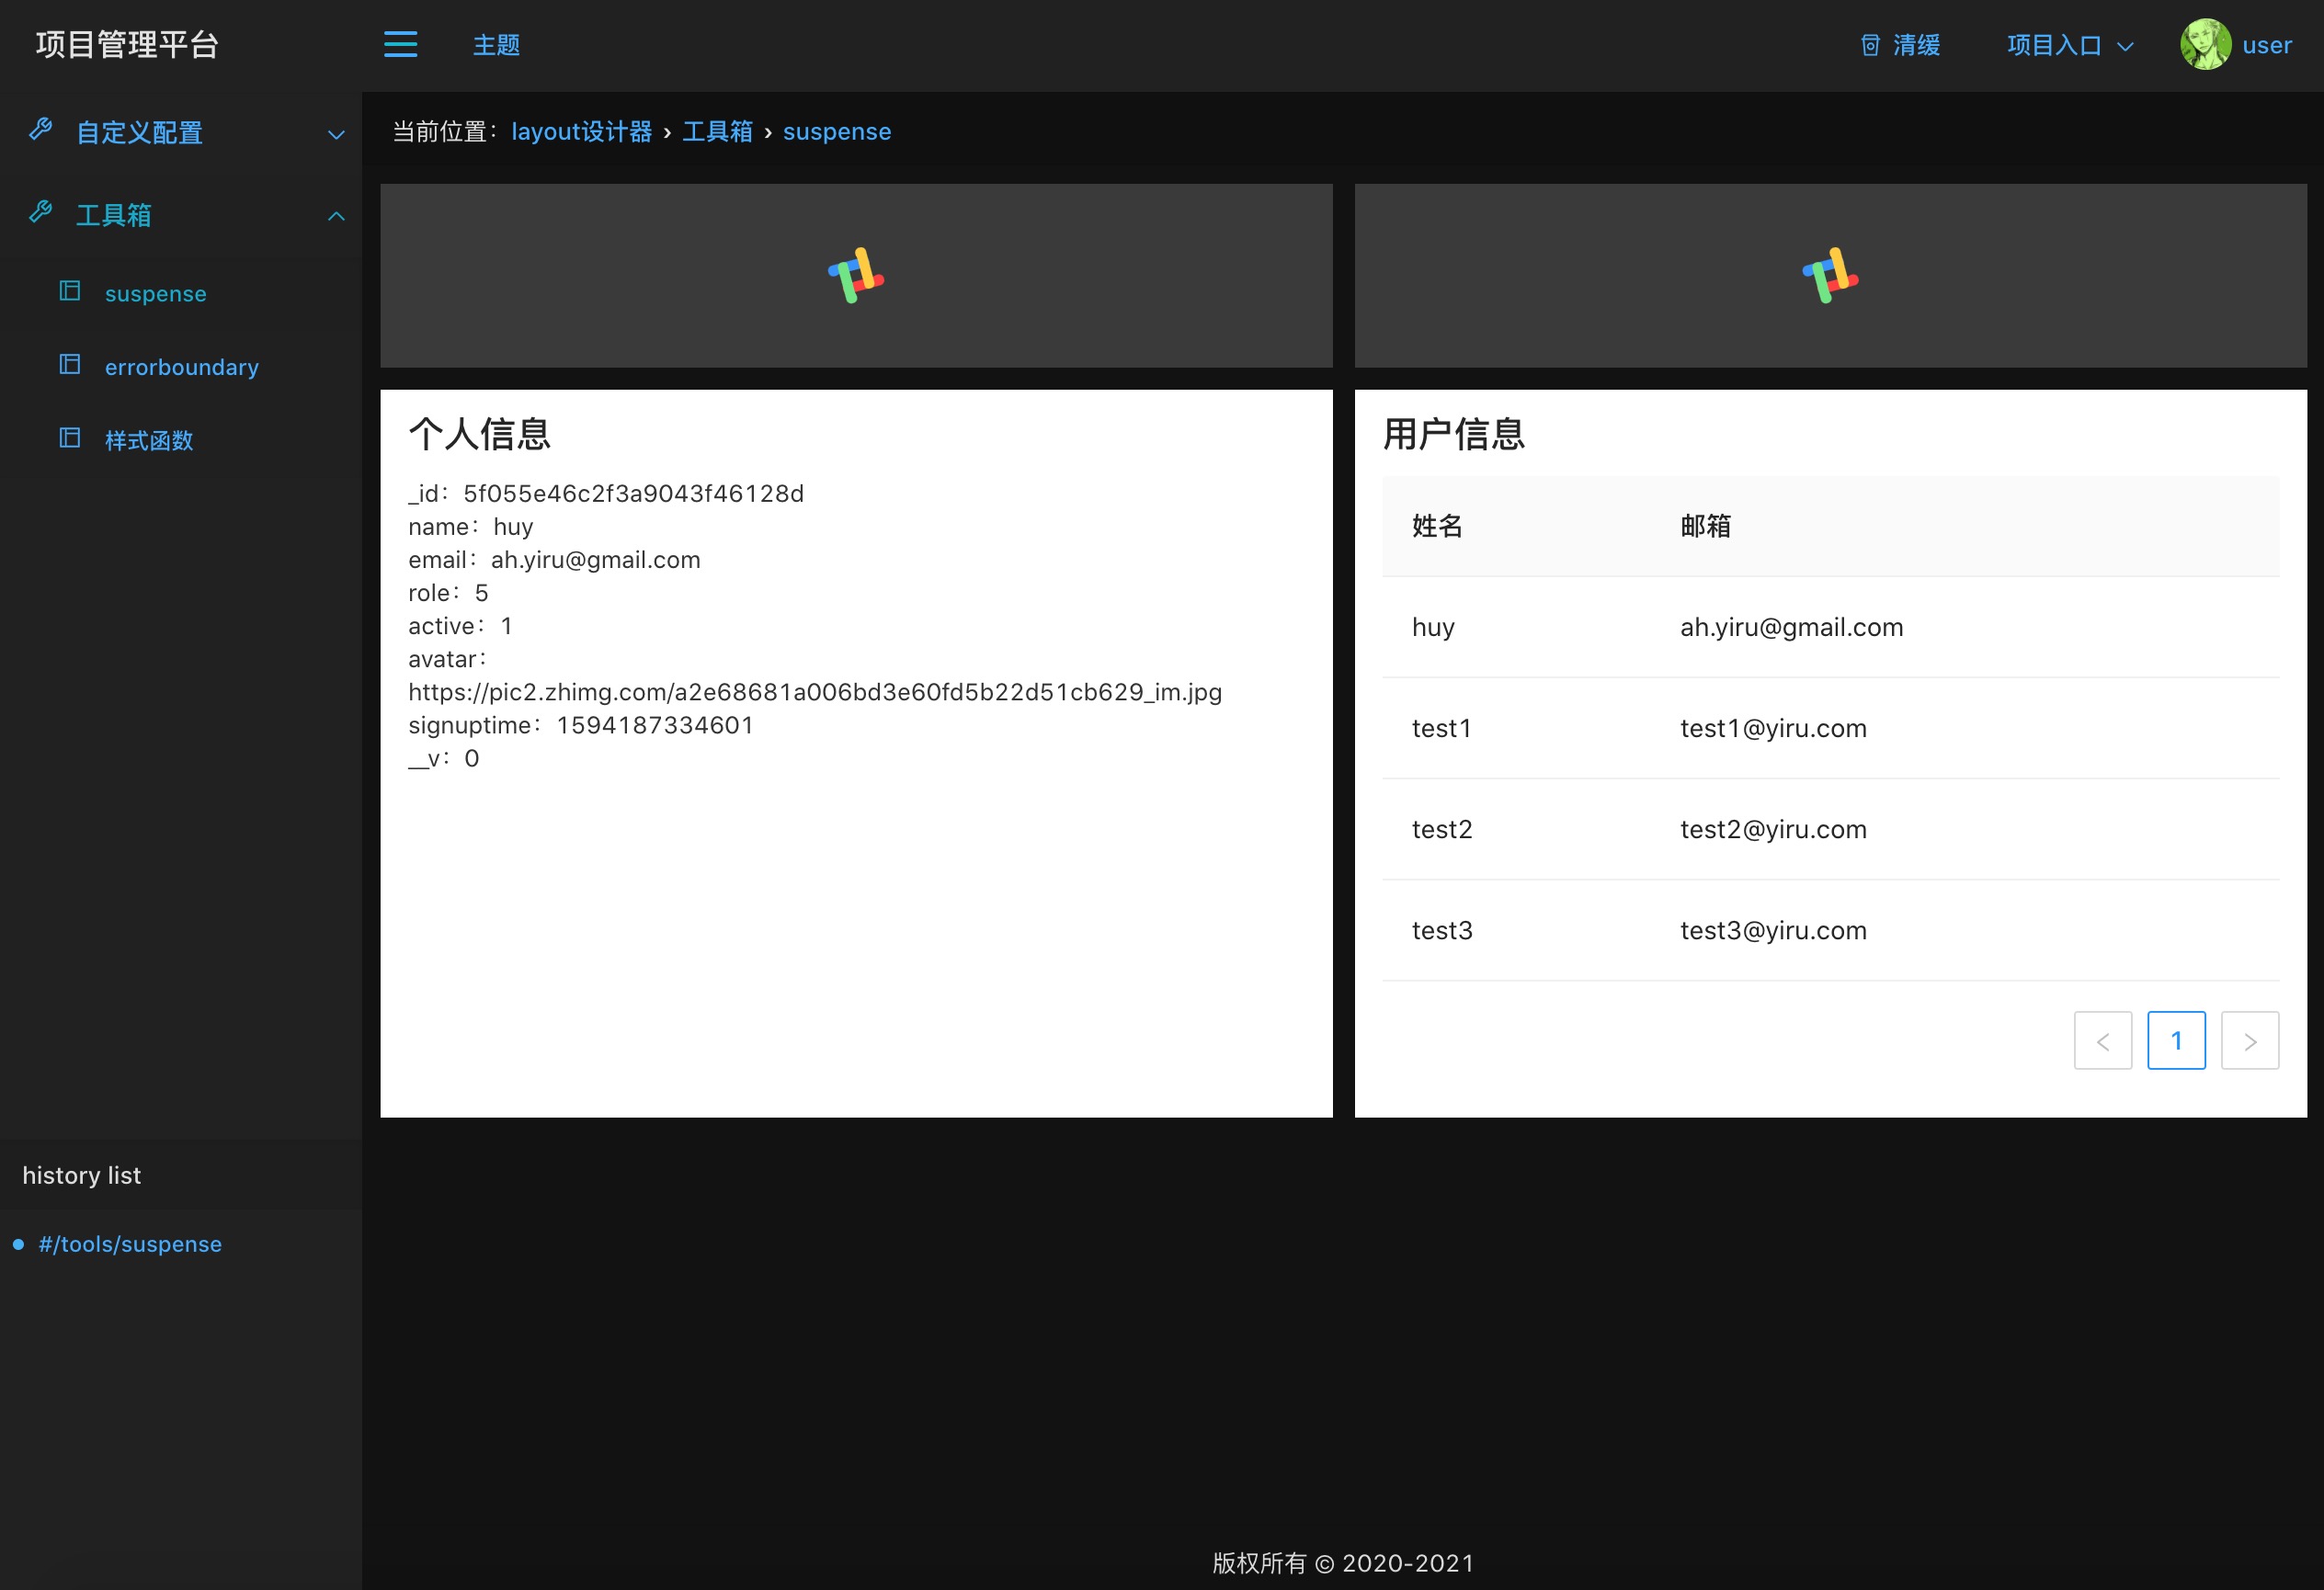 项目管理平台
主题
清缓
项目入口
user
自定义配置
工具箱
suspense
errorboundary
样式函数
history list
#/tools/suspense
当前位置：layout设计器 › 工具箱 › suspense
个人信息
_id：5f055e46c2f3a9043f46128d
name：huy
email：ah.yiru@gmail.com
role：5
active：1
avatar：
https://pic2.zhimg.com/a2e68681a006bd3e60fd5b22d51cb629_im.jpg
signuptime：1594187334601
__v：0
用户信息
姓名 邮箱
huy ah.yiru@gmail.com
test1 test1@yiru.com
test2 test2@yiru.com
test3 test3@yiru.com
1
版权所有 © 2020-2021